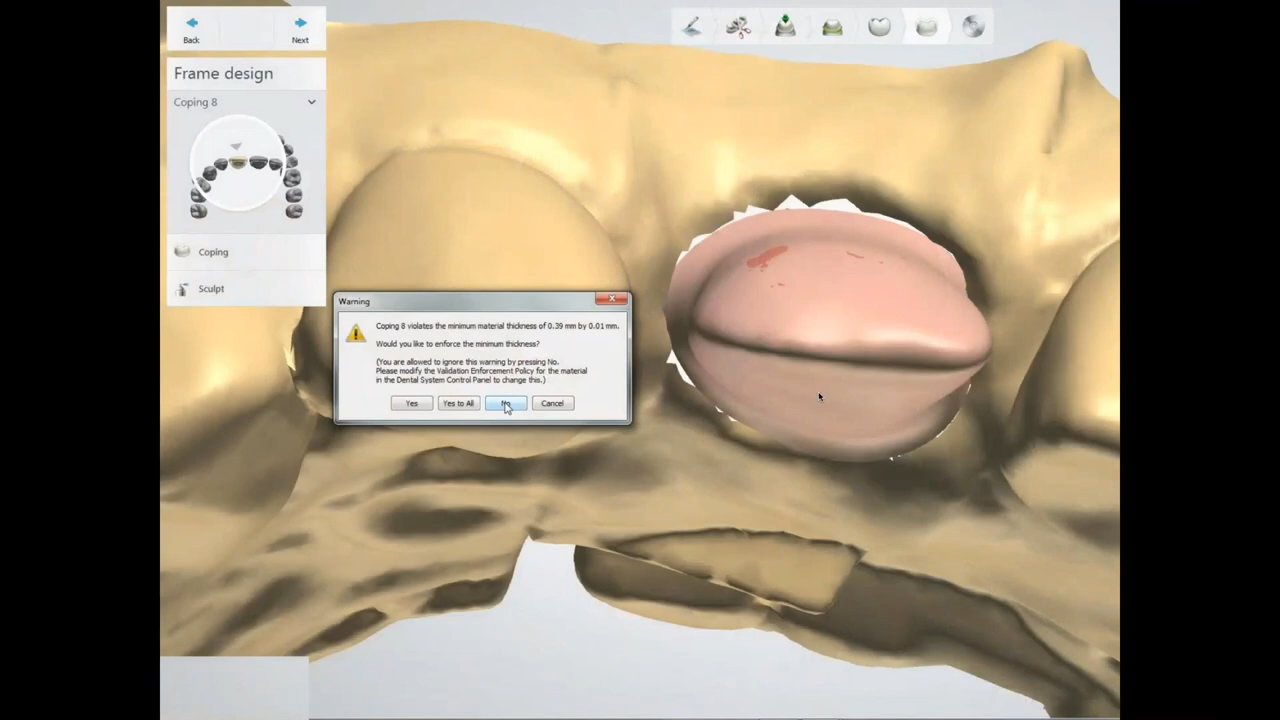 Back
Next
Frame design
Coping 8
Coping
Sculpt
Warning
Coping 8 violates the minimum material thickness of 0.39 mm by 0.01 mm.
Would you like to enforce the minimum thickness?
(You are allowed to ignore this warning by pressing No.
Please modify the Validation Enforcement Policy for the material
in the Dental System Control Panel to change this.)
Yes
Yes to All
No
Cancel